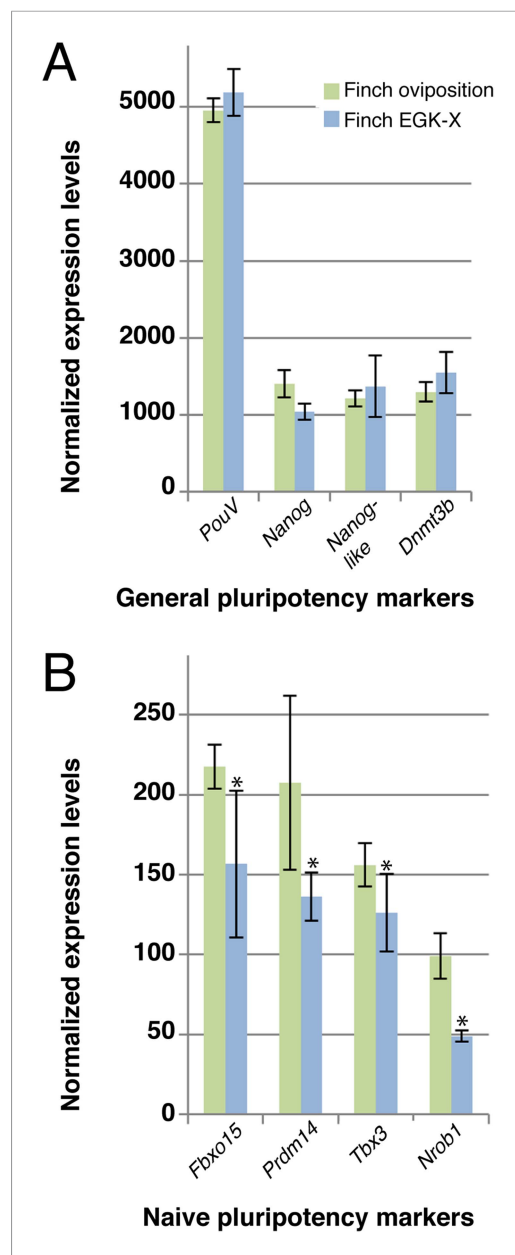 A
Normalized expression levels
5000
4000
3000
2000
1000
0
Finch oviposition
Finch EGK-X
PouV
Nanog
Nanog-
like
Dnmt3b
General pluripotency markers
B
Normalized expression levels
250
200
150
100
50
0
*
*
*
*
Fbxo15
Prdm14
Tbx3
Nrob1
Naive pluripotency markers